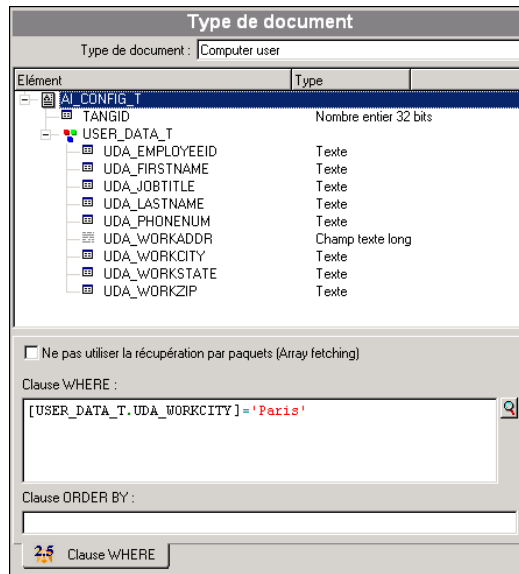 Type de document
Type de document : Computer user
Elément Type
AI_CONFIG_T
TANGID Nombre entier 32 bits
USER_DATA_T
UDA_EMPLOYEEID Texte
UDA_FIRSTNAME Texte
UDA_JOBTITLE Texte
UDA_LASTNAME Texte
UDA_PHONENUM Texte
UDA_WORKADDR Champ texte long
UDA_WORKCITY Texte
UDA_WORKSTATE Texte
UDA_WORKZIP Texte
Ne pas utiliser la récupération par paquets (Array fetching)
Clause WHERE :
[USER_DATA_T.UDA_WORKCITY]='Paris'
Clause ORDER BY :
2.5 Clause WHERE